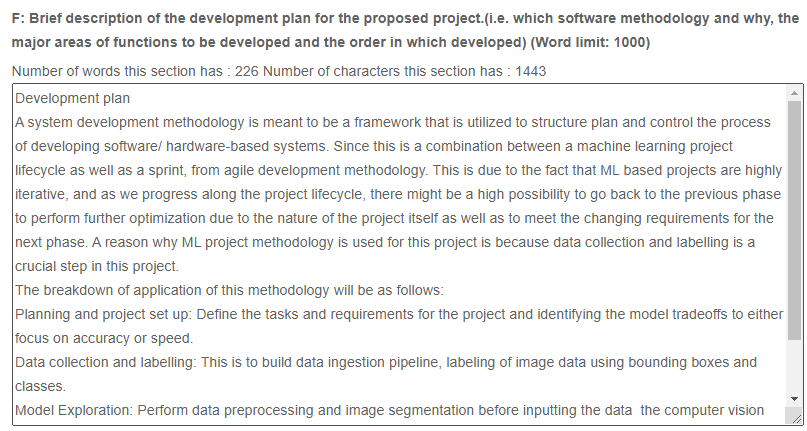 F: Brief description of the development plan for the proposed project.(i.e. which software methodology and why, the
major areas of functions to be developed and the order in which developed) (Word limit: 1000)
Number of words this section has : 226 Number of characters this section has : 1443
Development plan
A system development methodology is meant to be a framework that is utilized to structure plan and control the process
of developing software/ hardware-based systems. Since this is a combination between a machine learning project
lifecycle as well as a sprint, from agile development methodology. This is due to the fact that ML based projects are highly
iterative, and as we progress along the project lifecycle, there might be a high possibility to go back to the previous phase
to perform further optimization due to the nature of the project itself as well as to meet the changing requirements for the
next phase. A reason why ML project methodology is used for this project is because data collection and labelling is a
crucial step in this project.
The breakdown of application of this methodology will be as follows:
Planning and project set up: Define the tasks and requirements for the project and identifying the model tradeoffs to either
focus on accuracy or speed.
Data collection and labelling: This is to build data ingestion pipeline, labeling of image data using bounding boxes and
classes.
Model Exploration: Perform data preprocessing and image segmentation before inputting the data  the computer vision